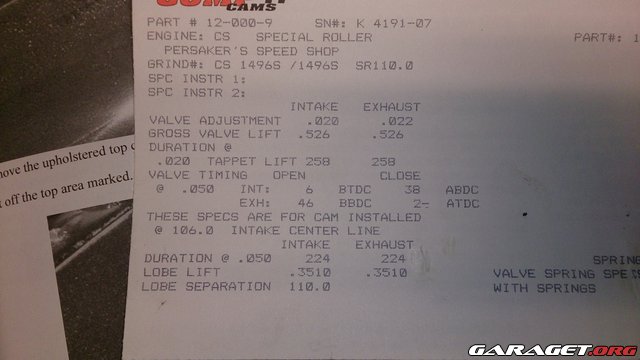 CAMS
PART # 12-000-9 SN#: K 4191-07
ENGINE: CS SPECIAL ROLLER PART#: 1
PERSAKER'S SPEED SHOP
GRIND#: CS 1496S /1496S SR110.0
SPC INSTR 1:
SPC INSTR 2:
INTAKE EXHAUST
VALVE ADJUSTMENT .020 .022
GROSS VALVE LIFT .526 .526
DURATION @
.020 TAPPET LIFT 258 258
VALVE TIMING OPEN CLOSE
@ .050 INT: 6 BTDC 38 ABDC
EXH: 46 BBDC 2- ATDC
THESE SPECS ARE FOR CAM INSTALLED
@ 106.0 INTAKE CENTER LINE
INTAKE EXHAUST
DURATION @ .050 224 224 SPRING
LOBE LIFT .3510 .3510 VALVE SPRING SPECS
LOBE SEPARATION 110.0 WITH SPRINGS
ove the upholstered top
off the top area marked.
GARAGET.ORG